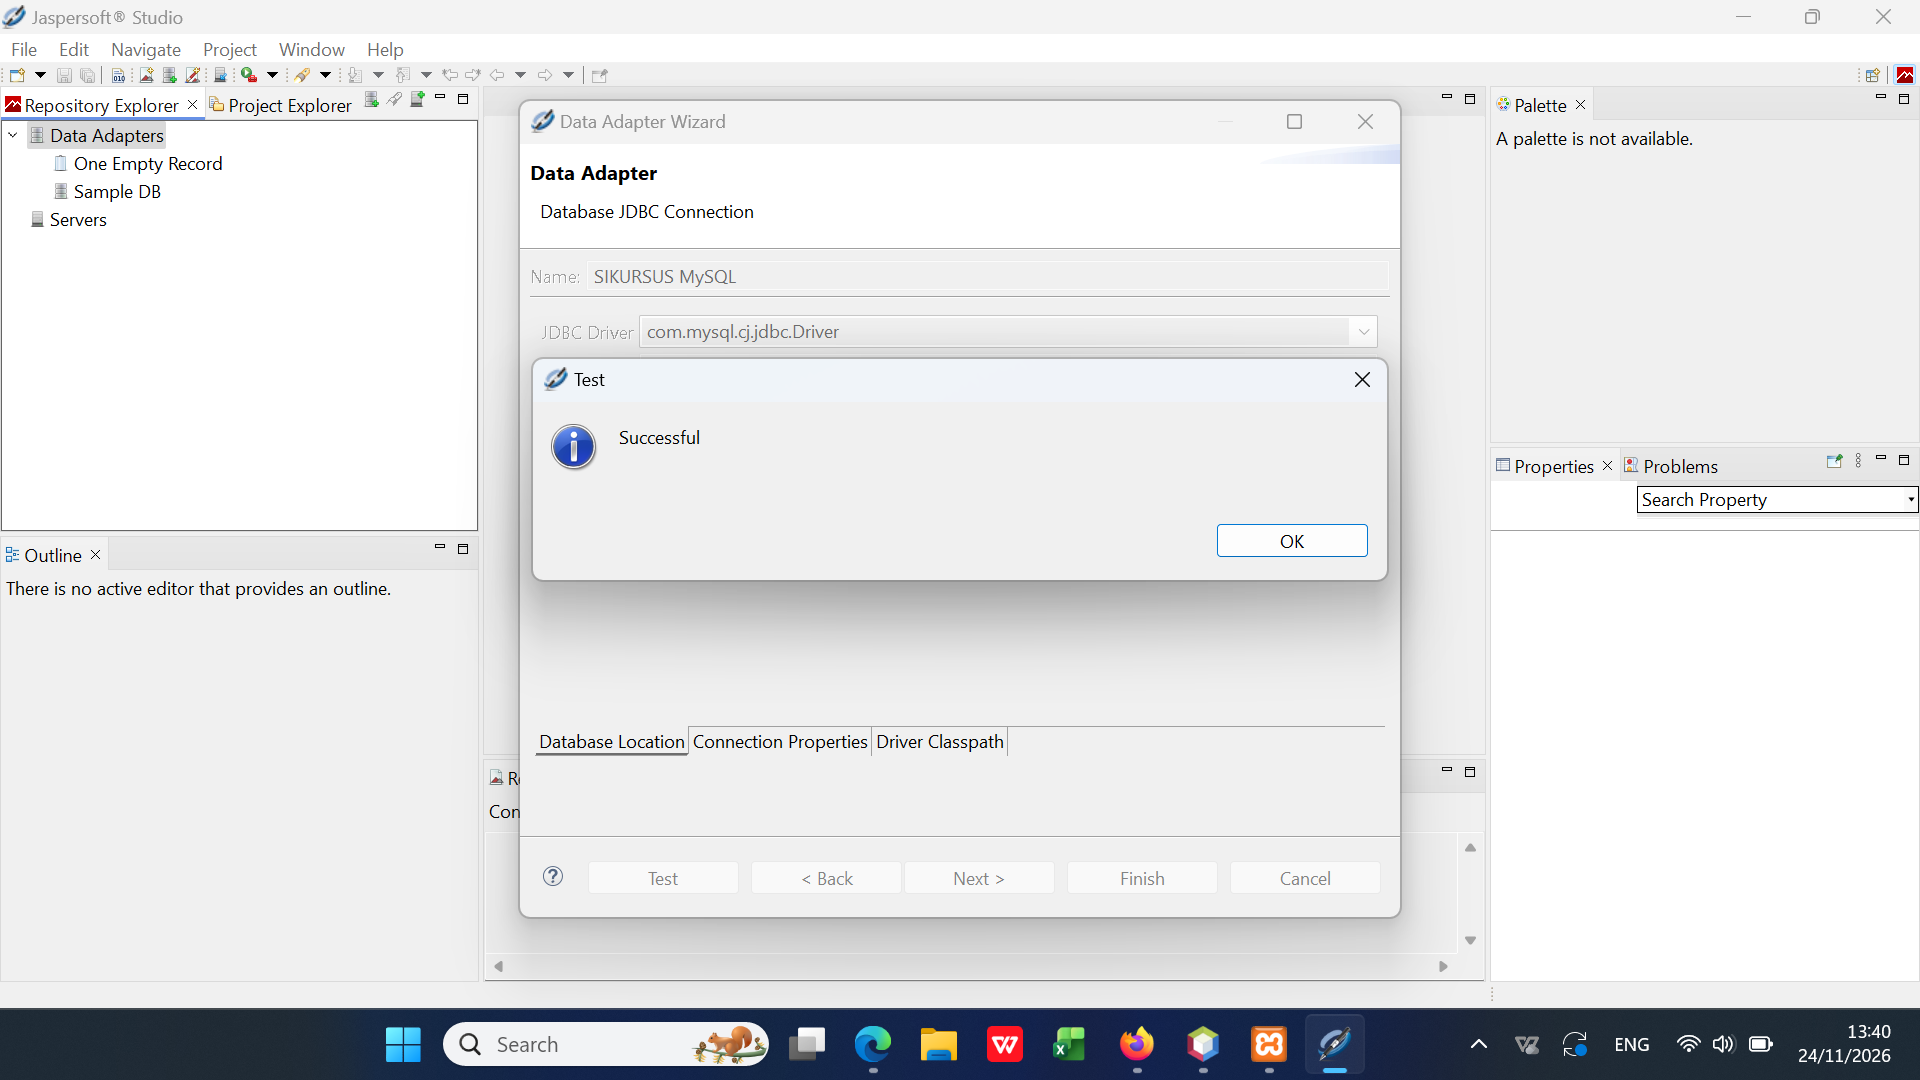 Jaspersoft® Studio
File Edit Navigate Project Window Help
Repository Explorer
Project Explorer
Data Adapters
One Empty Record
Sample DB
Servers
Outline
There is no active editor that provides an outline.
Data Adapter Wizard
Data Adapter
Database JDBC Connection
Name: SIKURSUS MySQL
JDBC Driver com.mysql.cj.jdbc.Driver
Test
Successful
OK
Database Location Connection Properties Driver Classpath
Con
Test < Back Next > Finish Cancel
Palette
A palette is not available.
Properties Problems
Search Property
Search
ENG
13:40
24/11/2026